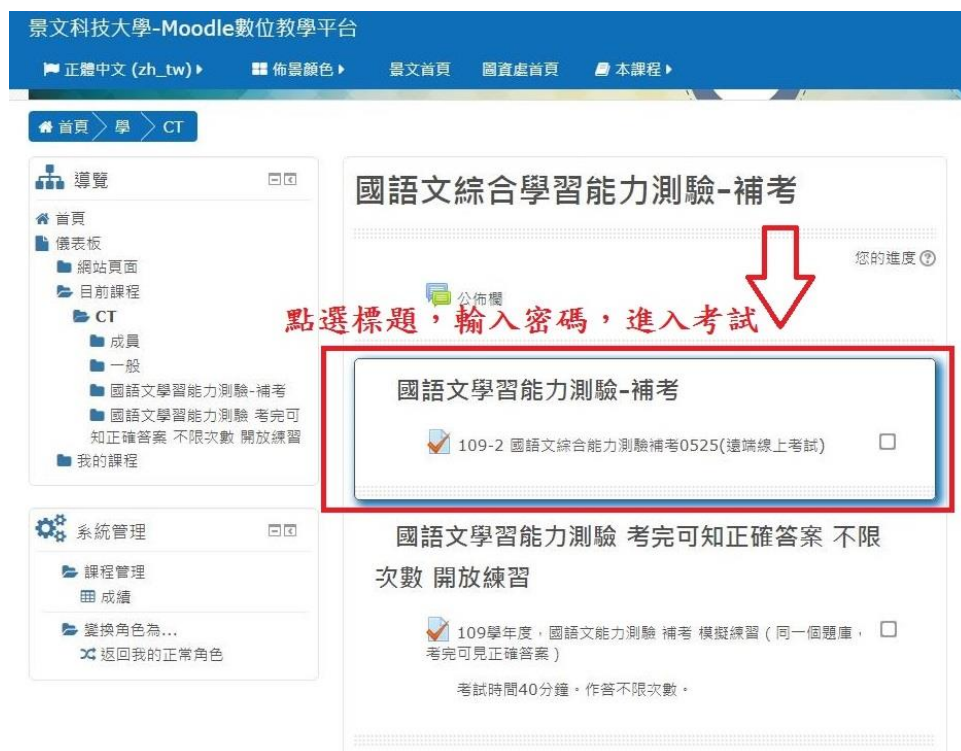 景文科技大學-Moodle數位教學平台
正體中文 (zh_tw)
佈景顏色
景文首頁
圖資處首頁
本課程
首頁
學
CT
導覽
首頁
儀表板
網站頁面
目前課程
CT
成員
一般
國語文學習能力測驗-補考
國語文學習能力測驗 考完可
知正確答案 不限次數 開放練習
我的課程
系統管理
課程管理
成績
變換角色為...
返回我的正常角色
國語文綜合學習能力測驗-補考
您的進度
公佈欄
點選標題，輸入密碼，進入考試
國語文學習能力測驗-補考
109-2 國語文綜合能力測驗補考0525(遠端線上考試)
國語文學習能力測驗 考完可知正確答案 不限
次數 開放練習
109學年度，國語文能力測驗 補考 模擬練習 ( 同一個題庫，
考完可見正確答案 )
考試時間40分鐘。作答不限次數。